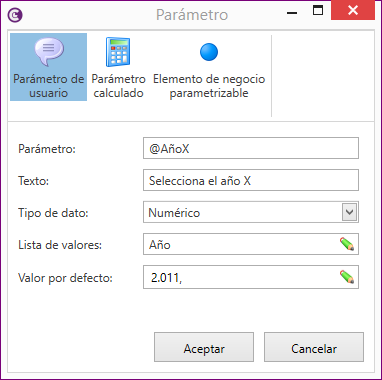 Parámetro
Parámetro de usuario
Parámetro calculado
Elemento de negocio parametrizable
Parámetro: @AñoX
Texto: Selecciona el año X
Tipo de dato: Numérico
Lista de valores: Año
Valor por defecto: 2.011,
Aceptar Cancelar